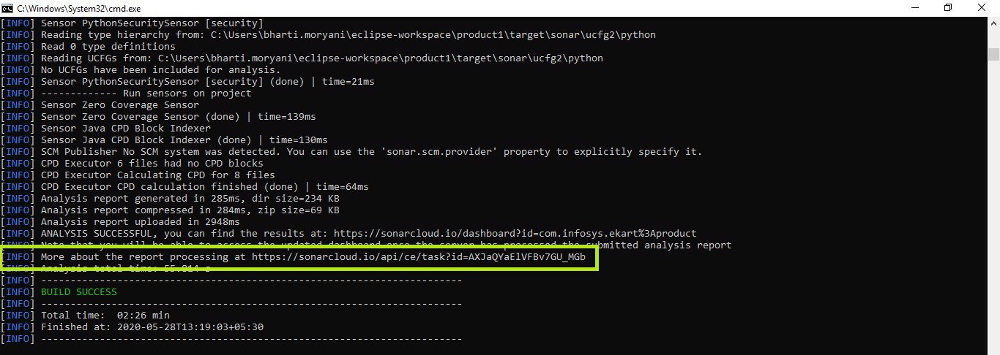 C:\Windows\System32\cmd.exe
[INFO] Sensor PythonSecuritySensor [security]
[INFO] Reading type hierarchy from: C:\Users\bharti.moryani\eclipse-workspace\product1\target\sonar\ucfg2\python
[INFO] Read 0 type definitions
[INFO] Reading UCFGs from: C:\Users\bharti.moryani\eclipse-workspace\product1\target\sonar\ucfg2\python
[INFO] No UCFGs have been included for analysis.
[INFO] Sensor PythonSecuritySensor [security] (done) | time=21ms
[INFO] ------------- Run sensors on project
[INFO] Sensor Zero Coverage Sensor
[INFO] Sensor Zero Coverage Sensor (done) | time=139ms
[INFO] Sensor Java CPD Block Indexer
[INFO] Sensor Java CPD Block Indexer (done) | time=130ms
[INFO] SCM Publisher No SCM system was detected. You can use the 'sonar.scm.provider' property to explicitly specify it.
[INFO] CPD Executor 6 files had no CPD blocks
[INFO] CPD Executor Calculating CPD for 8 files
[INFO] CPD Executor CPD calculation finished (done) | time=64ms
[INFO] Analysis report generated in 285ms, dir size=234 KB
[INFO] Analysis report compressed in 284ms, zip size=69 KB
[INFO] Analysis report uploaded in 2948ms
[INFO] ANALYSIS SUCCESSFUL, you can find the results at: https://sonarcloud.io/dashboard?id=com.infosys.ekart%3Aproduct
[INFO] Note that you will be able to access the updated dashboard once the server has processed the submitted analysis report
[INFO] More about the report processing at https://sonarcloud.io/api/ce/task?id=AXJaQYaElVFBv7GU_MGb
[INFO] Analysis total time: 55.814 s
[INFO] ------------------------------------------------------------------------
[INFO] BUILD SUCCESS
[INFO] ------------------------------------------------------------------------
[INFO] Total time:  02:26 min
[INFO] Finished at: 2020-05-28T13:19:03+05:30
[INFO] ------------------------------------------------------------------------